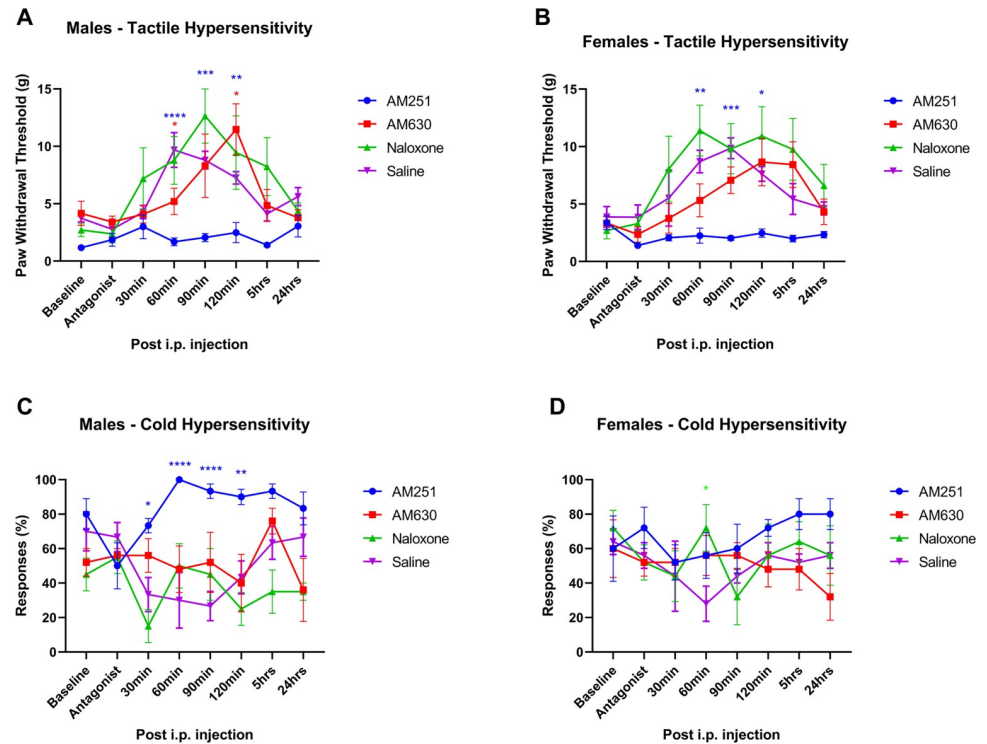 A
Males - Tactile Hypersensitivity
Paw Withdrawal Threshold (g)
15
10
5
0
****
*
***
**
*
AM251
AM630
Naloxone
Saline
Baseline
Antagonist
30min
60min
90min
120min
5hrs
24hrs
Post i.p. injection
B
Females - Tactile Hypersensitivity
Paw Withdrawal Threshold (g)
15
10
5
0
**
***
*
AM251
AM630
Naloxone
Saline
Baseline
Antagonist
30min
60min
90min
120min
5hrs
24hrs
Post i.p. injection
C
Males - Cold Hypersensitivity
Responses (%)
100
80
60
40
20
0
*
****
****
**
AM251
AM630
Naloxone
Saline
Baseline
Antagonist
30min
60min
90min
120min
5hrs
24hrs
Post i.p. injection
D
Females - Cold Hypersensitivity
Responses (%)
100
80
60
40
20
0
*
AM251
AM630
Naloxone
Saline
Baseline
Antagonist
30min
60min
90min
120min
5hrs
24hrs
Post i.p. injection